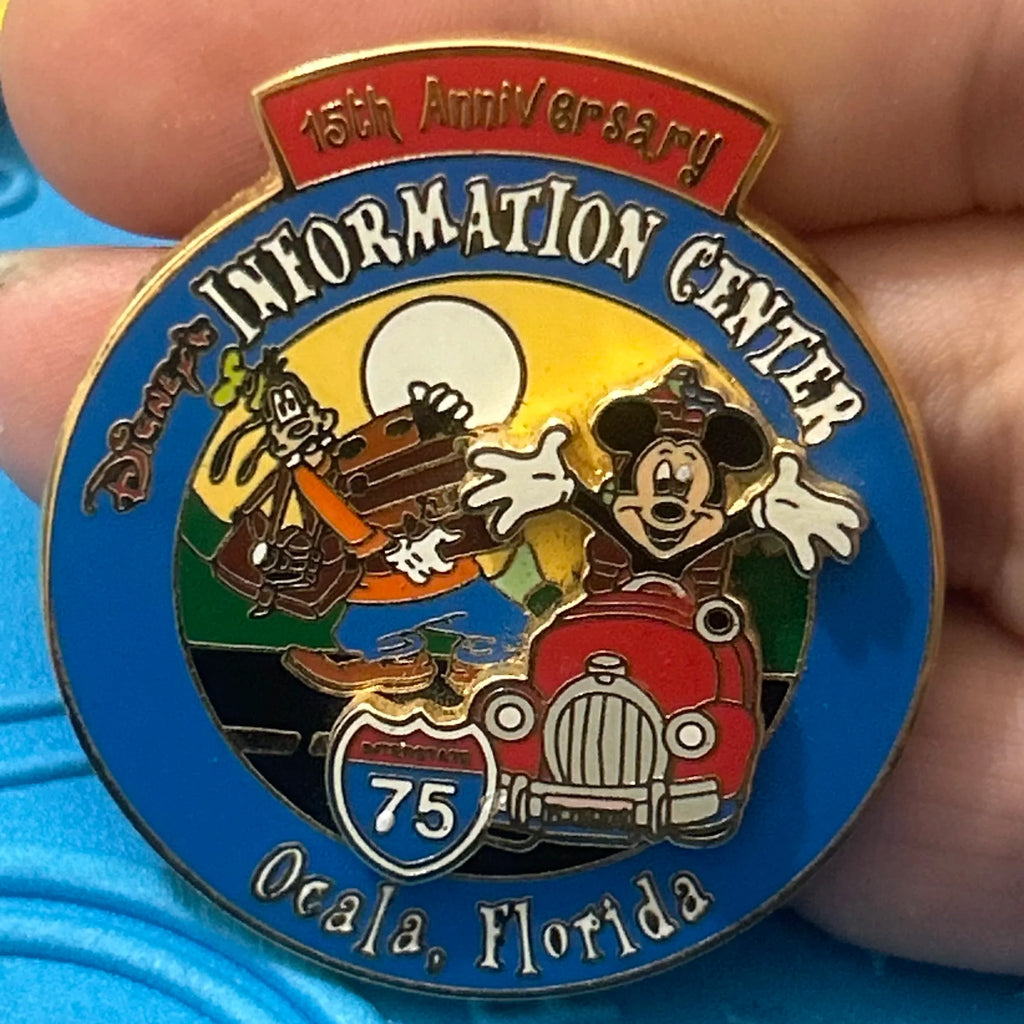 15th Anniversary
Disney's INFORMATION CENTER
INTERSTATE
75
Ocala, Florida